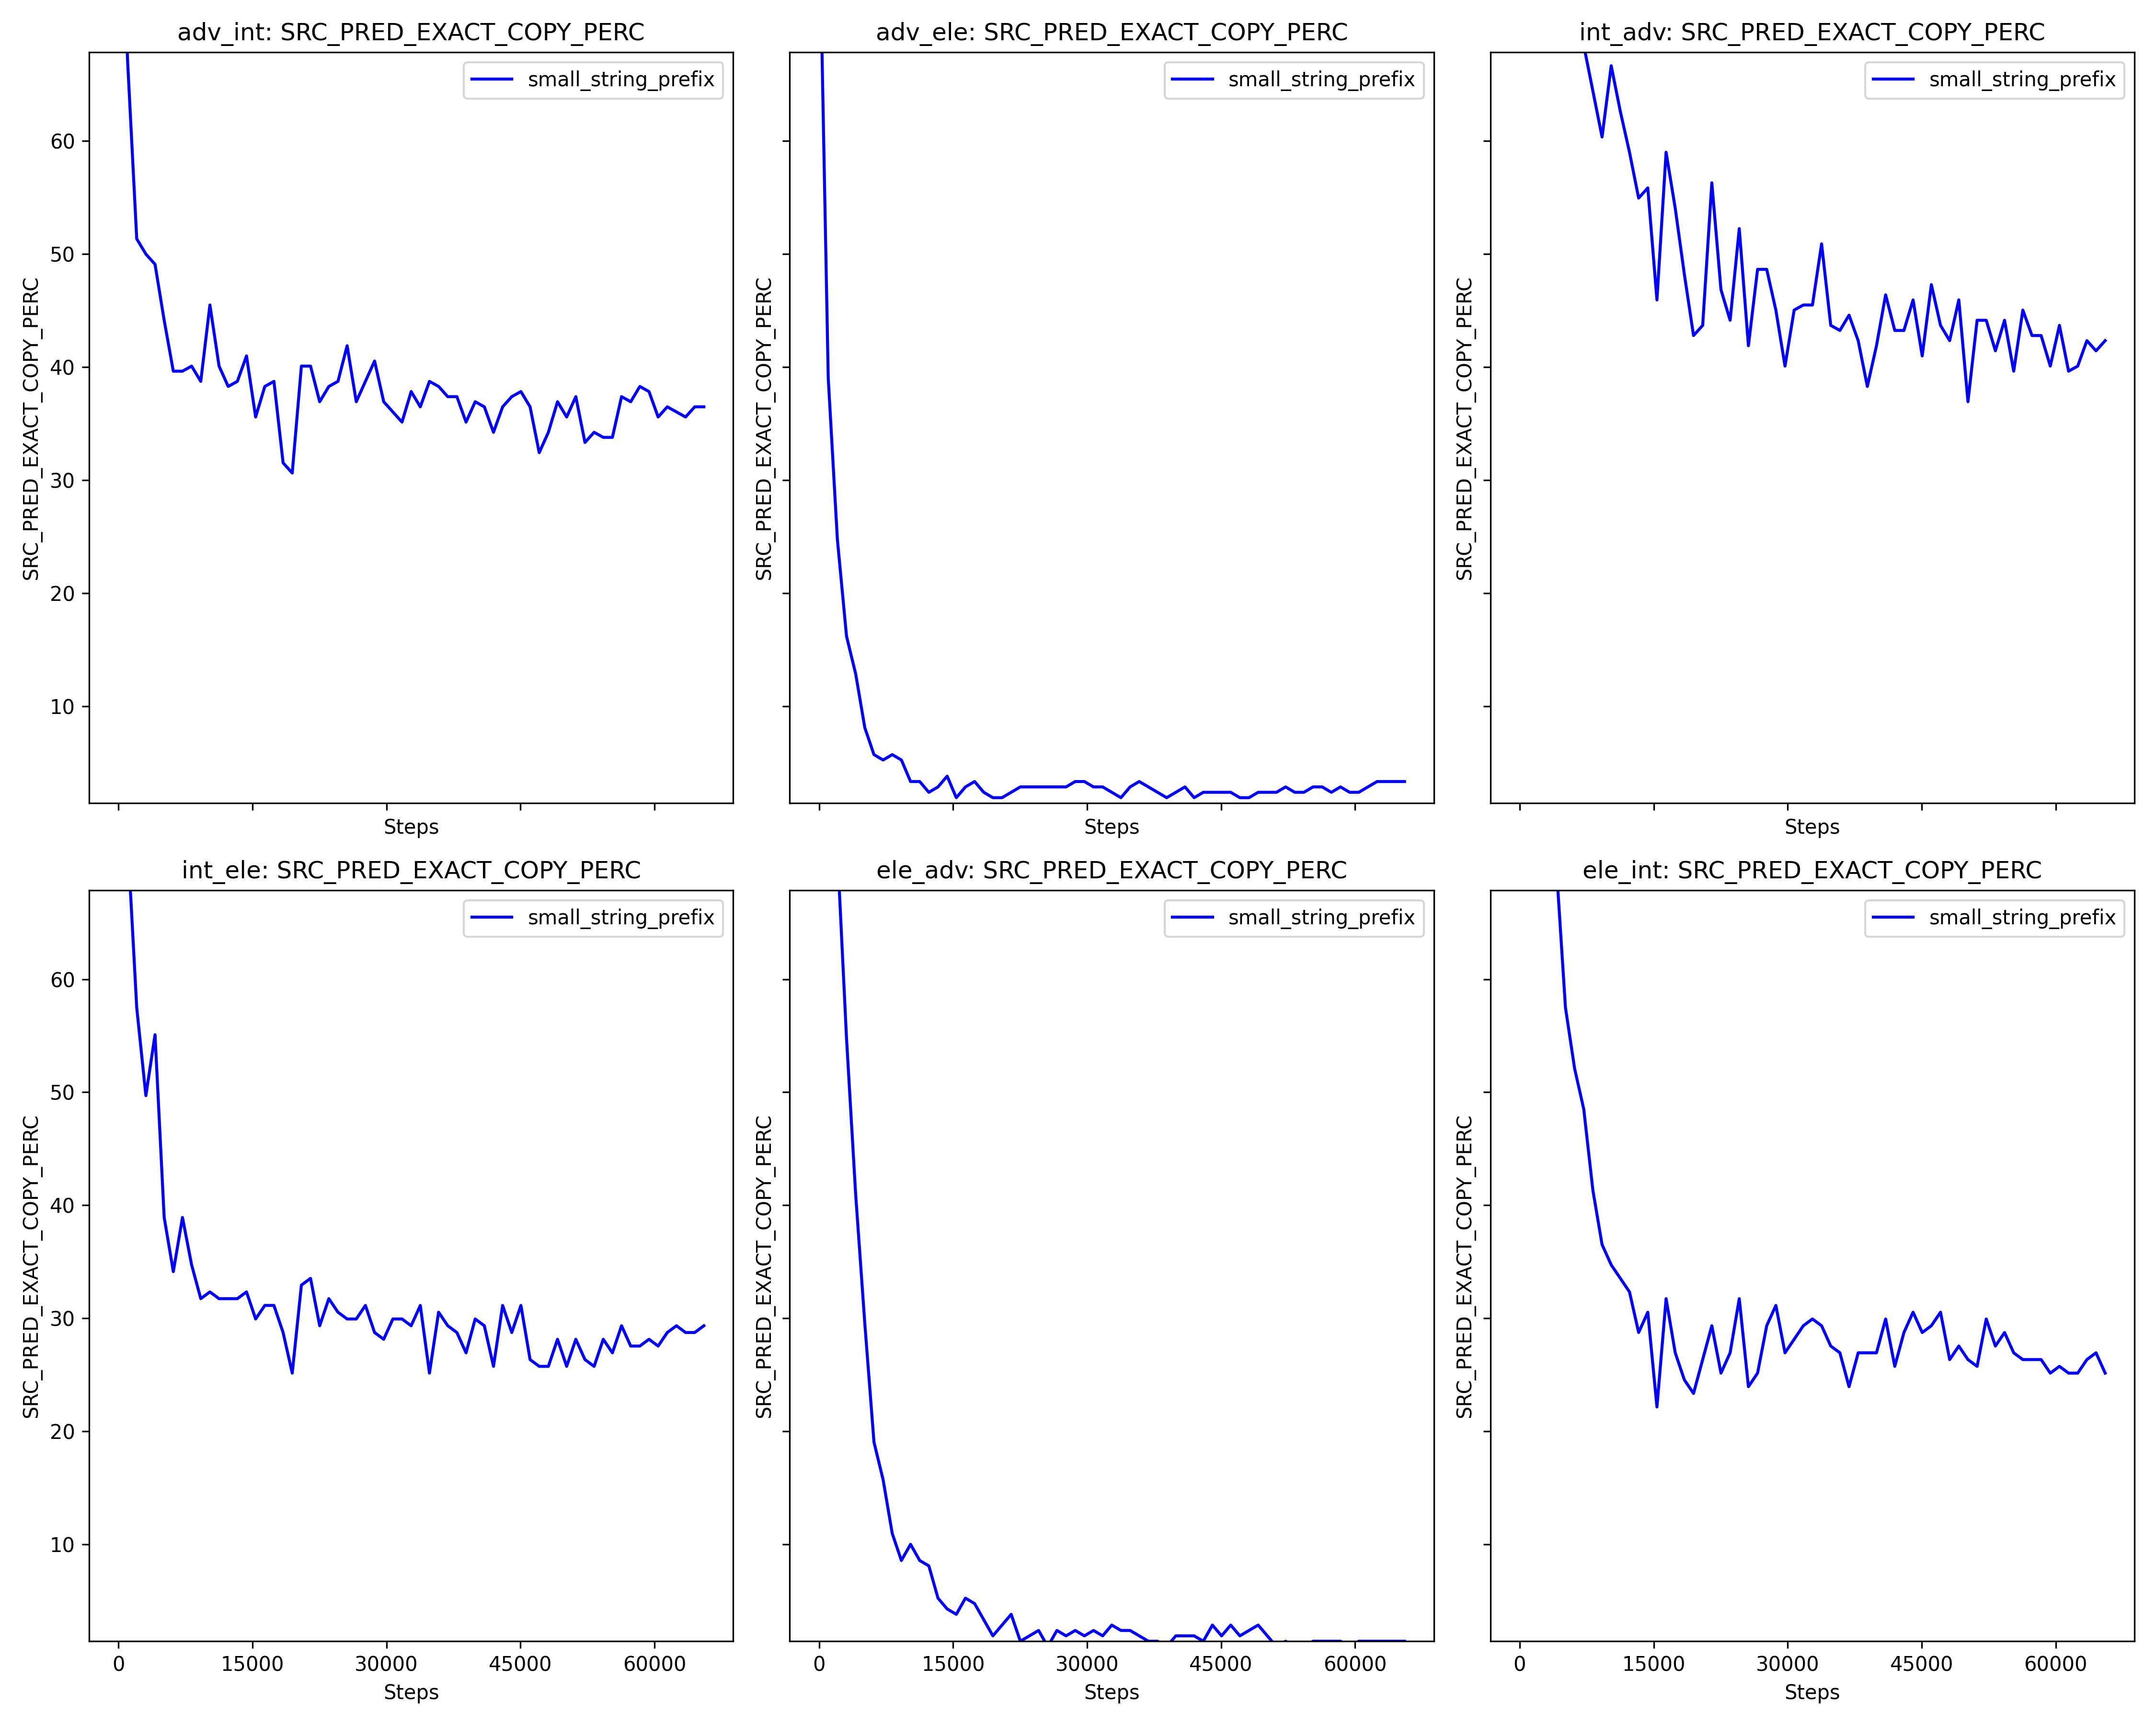 adv_int: SRC_PRED_EXACT_COPY_PERC
adv_ele: SRC_PRED_EXACT_COPY_PERC
int_adv: SRC_PRED_EXACT_COPY_PERC
small_string_prefix
small_string_prefix
small_string_prefix
SRC_PRED_EXACT_COPY_PERC
60
50
40
30
20
10
SRC_PRED_EXACT_COPY_PERC
SRC_PRED_EXACT_COPY_PERC
Steps
Steps
Steps
int_ele: SRC_PRED_EXACT_COPY_PERC
ele_adv: SRC_PRED_EXACT_COPY_PERC
ele_int: SRC_PRED_EXACT_COPY_PERC
small_string_prefix
small_string_prefix
small_string_prefix
SRC_PRED_EXACT_COPY_PERC
60
50
40
30
20
10
SRC_PRED_EXACT_COPY_PERC
SRC_PRED_EXACT_COPY_PERC
0 15000 30000 45000 60000
0 15000 30000 45000 60000
0 15000 30000 45000 60000
Steps
Steps
Steps